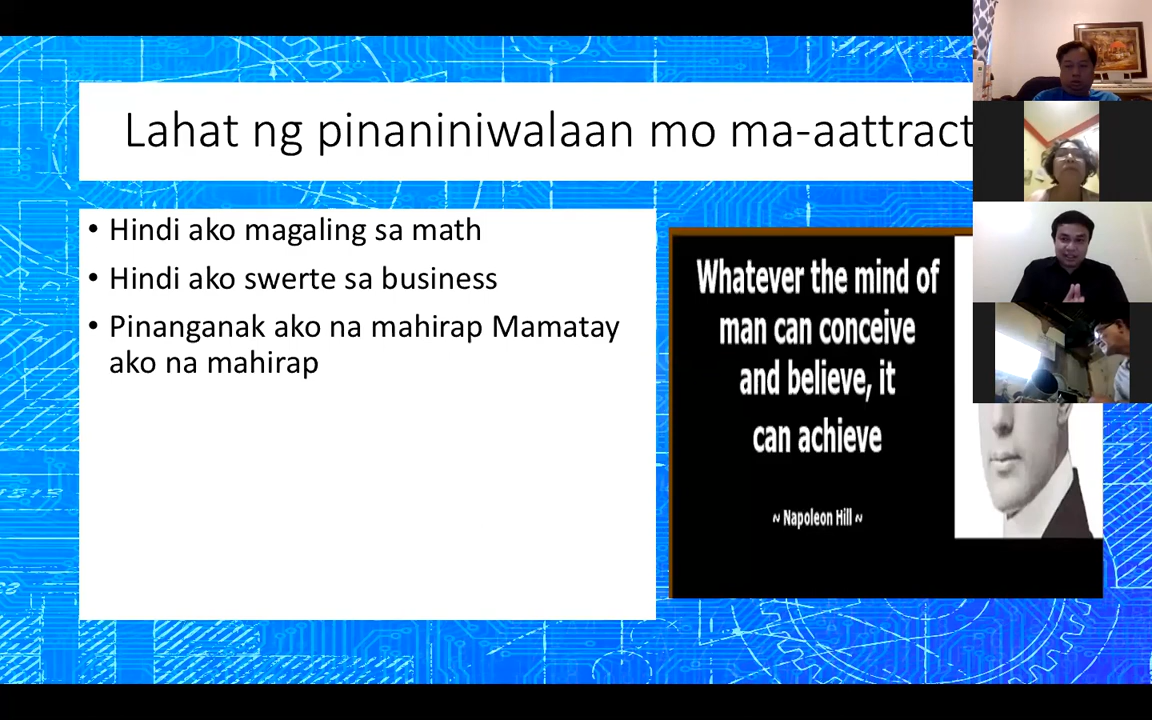 Lahat ng pinaniniwalaan mo ma-aattract
• Hindi ako magaling sa math
• Hindi ako swerte sa business
• Pinanganak ako na mahirap Mamatay
ako na mahirap
Whatever the mind of
man can conceive
and believe, it
can achieve
~ Napoleon Hill ~